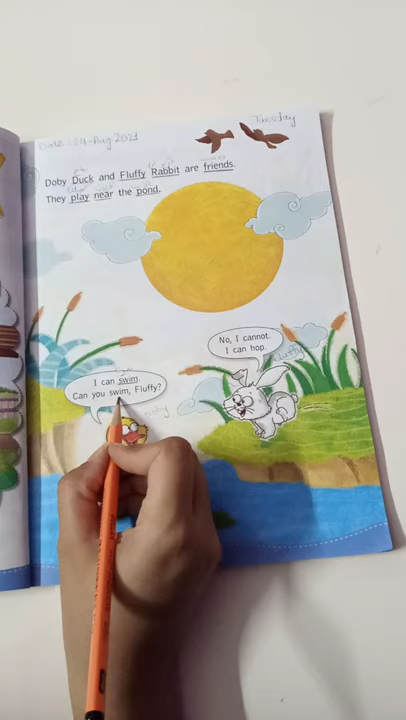 Date : 24-Aug 2021
Tuesday
Doby Duck and Fluffy Rabbit are friends.
They play near the pond.
No, I cannot.
I can hop.
Fluffy
I can swim.
Can you swim, Fluffy?